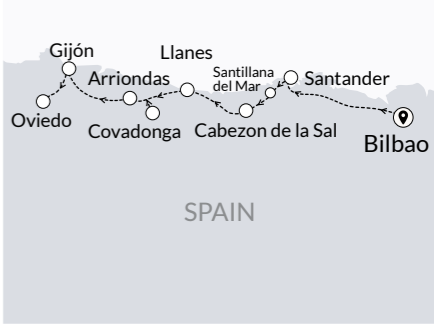 Gijón
Llanes
Arriondas
Santillana
del Mar
Santander
Oviedo
Covadonga
Cabezon de la Sal
Bilbao
SPAIN